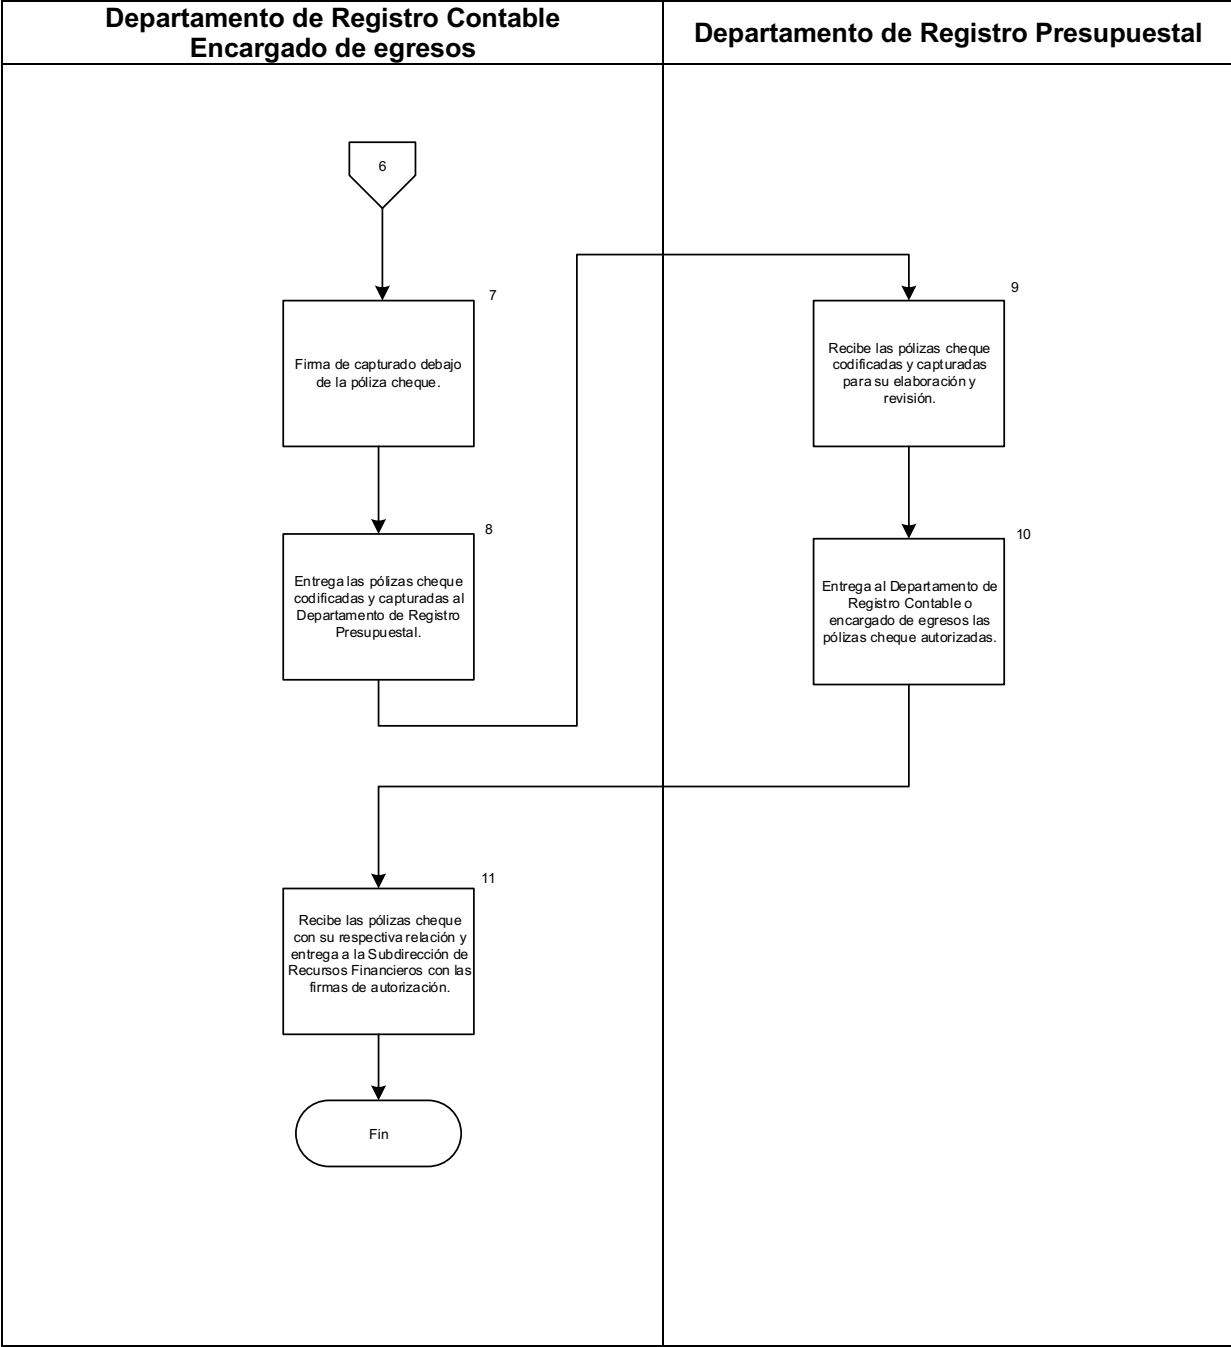 Departamento de Registro Contable
Encargado de egresos
Departamento de Registro Presupuestal
6
7
Firma de capturado debajo
de la póliza cheque.
8
Entrega las pólizas cheque
codificadas y capturadas al
Departamento de Registro
Presupuestal.
9
Recibe las pólizas cheque
codificadas y capturadas
para su elaboración y
revisión.
10
Entrega al Departamento de
Registro Contable o
encargado de egresos las
pólizas cheque autorizadas.
11
Recibe las pólizas cheque
con su respectiva relación y
entrega a la Subdirección de
Recursos Financieros con las
firmas de autorización.
Fin